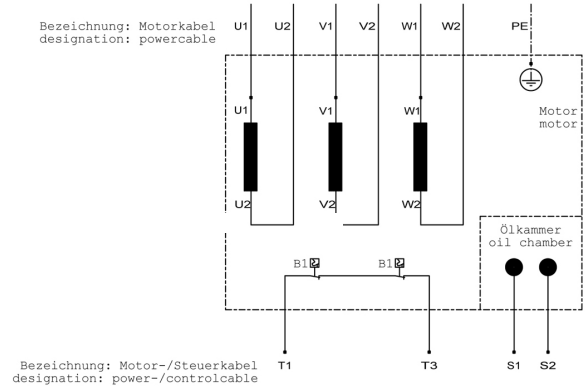 Bezeichnung: Motorkabel
designation: powercable
U1 U2 V1 V2 W1 W2 PE
Motor
motor
U1 V1 W1
U2 V2 W2
Ölkammer
oil chamber
B1 B1
Bezeichnung: Motor-/Steuerkabel
designation: power-/controlcable
T1 T3 S1 S2